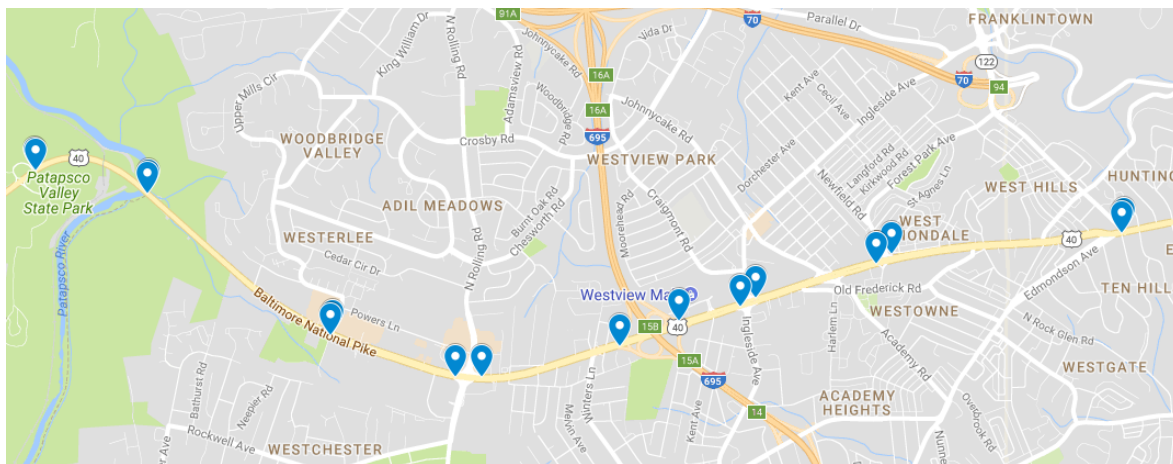 91A
N Rolling Rd
Adamsview Rd
King William Dr
Johnnycake Rd
Vida Dr
70
Parallel Dr
FRANKLINTOWN
122
16A
70
94
Upper Mills Cir
Woodbridge Rd
16A
Kent Ave
Cecil Ave
Ingleside Ave
Johnnycake Rd
WOODBRIDGE
VALLEY
Crosby Rd
695
WESTVIEW PARK
40
Patapsco
Valley
State Park
Dorchester Ave
Langford Rd
Kirkwood Rd
Forest Park Ave
St Agnes Ln
Newfield Rd
WEST HILLS
HUNTING
ADIL MEADOWS
Burnt Oak Rd
Chesworth Rd
Moorehead Rd
Craigmont Rd
WEST
WESTERLEE
N Rolling Rd
40
Edmondson Ave
Patapsco River
Cedar Cir Dr
Westview Ma
Old Frederick Rd
TEN HILL
Baltimore National Pike
Powers Ln
15B
40
WESTOWNE
Ingleside Ave
Harlem Ln
N Rock Glen Rd
15A
695
Academy Rd
WESTGATE
Bathurst Rd
Neepier Rd
Winters Ln
Melvin Ave
Kent Ave
14
ACADEMY
HEIGHTS
Overbrook Rd
Rockwell Ave
WESTCHESTER
Nunne